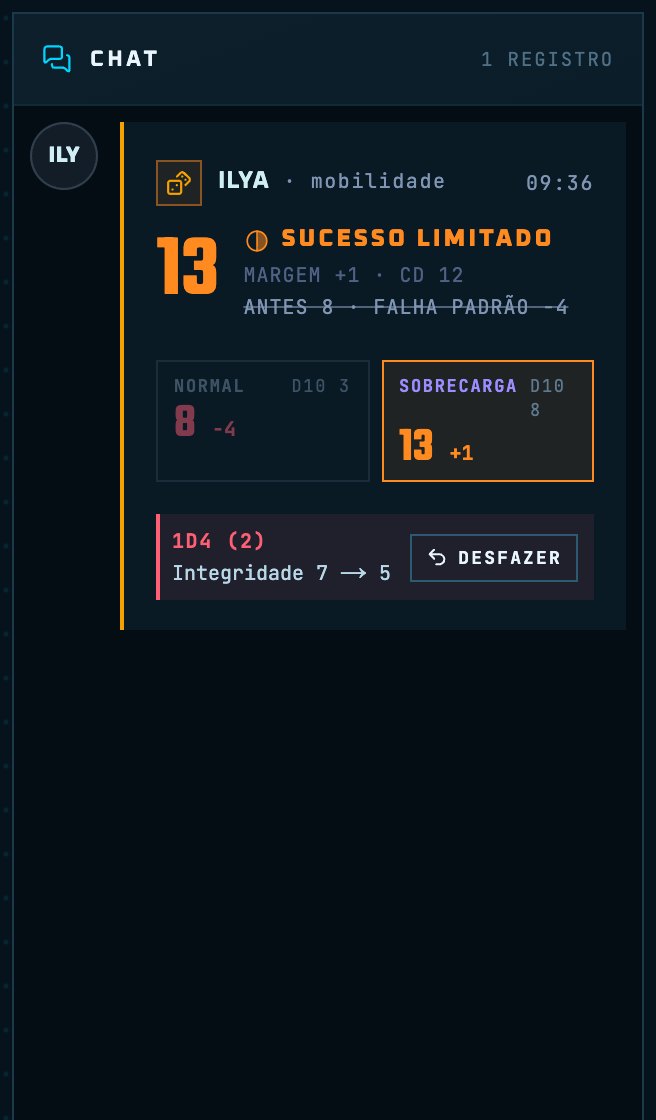 CHAT
1 REGISTRO
ILY
ILYA · mobilidade
09:36
13
SUCESSO LIMITADO
MARGEM +1 · CD 12
ANTES 8 · FALHA PADRÃO -4
NORMAL D10 3
8 -4
SOBRECARGA D10
8
13 +1
1D4 (2)
Integridade 7 → 5
DESFAZER